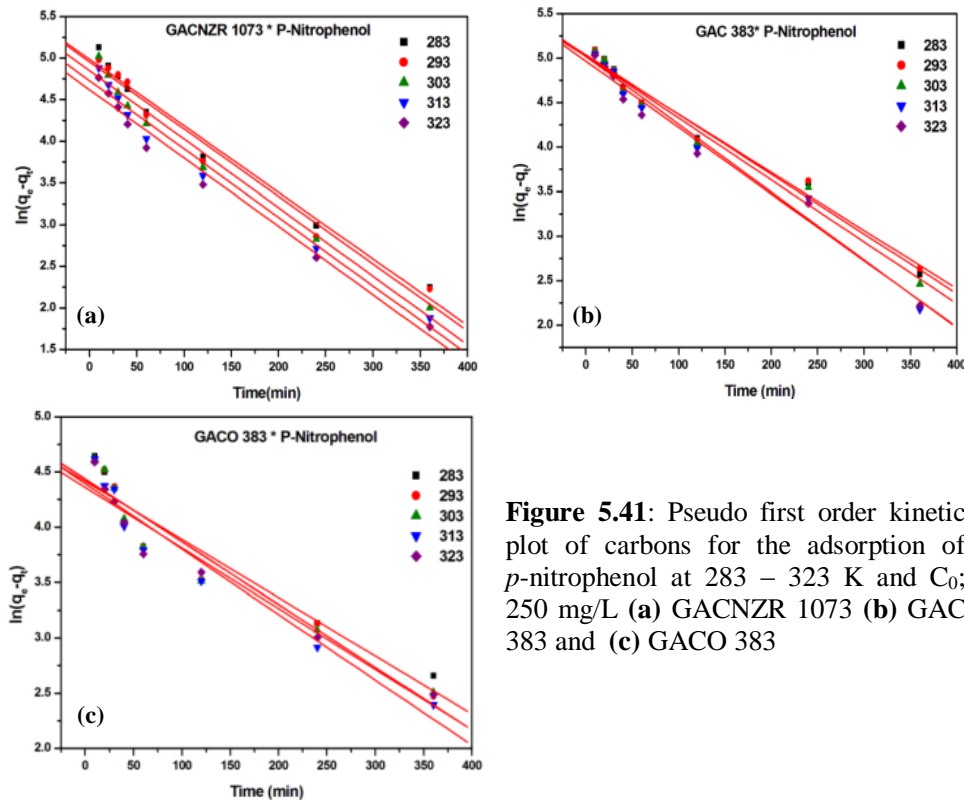 GACNZR 1073 * P-Nitrophenol
283
293
303
313
323
5.5
5.0
4.5
4.0
3.5
3.0
2.5
2.0
1.5
ln(qe-qt)
(a)
0 50 100 150 200 250 300 350 400
Time(min)
GAC 383* P-Nitrophenol
283
293
303
313
323
5.5
5.0
4.5
4.0
3.5
3.0
2.5
2.0
ln(qe-qt)
(b)
0 50 100 150 200 250 300 350 400
Time(min)
GACO 383 * P-Nitrophenol
283
293
303
313
323
5.0
4.5
4.0
3.5
3.0
2.5
2.0
ln(qe-qt)
(c)
0 50 100 150 200 250 300 350 400
Time (min)
Figure 5.41: Pseudo first order kinetic
plot of carbons for the adsorption of
p-nitrophenol at 283 – 323 K and C0;
250 mg/L (a) GACNZR 1073 (b) GAC
383 and (c) GACO 383